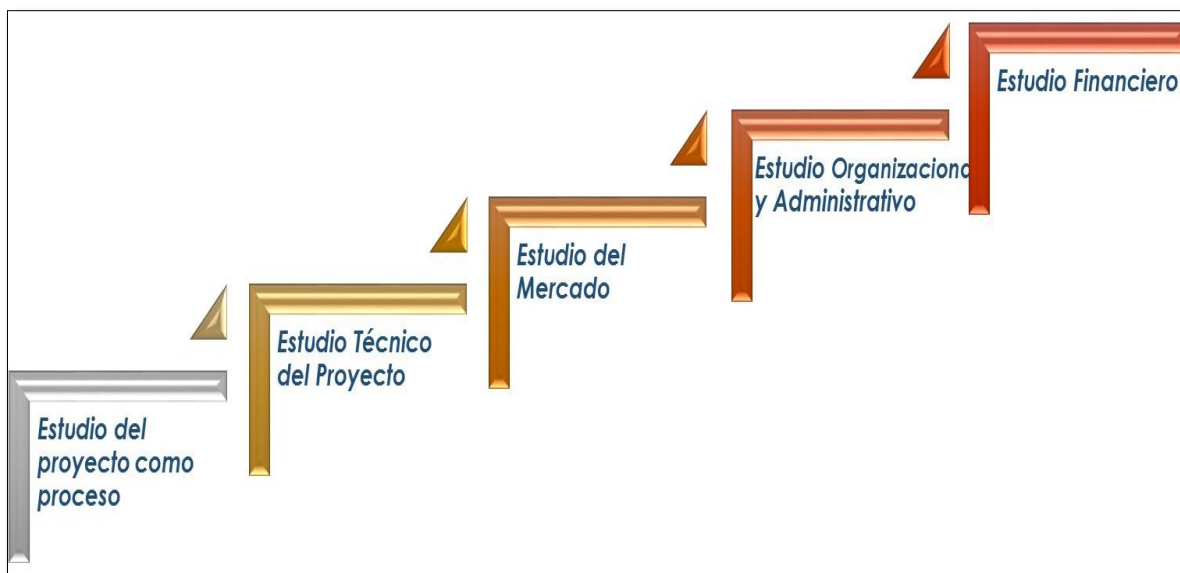 Estudio del
proyecto como
proceso
Estudio Técnico
del Proyecto
Estudio del
Mercado
Estudio Organizaciona
y Administrativo
Estudio Financiero